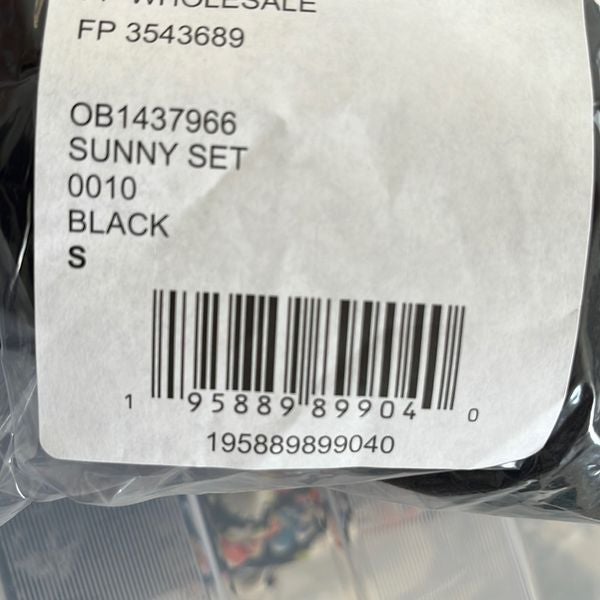 WHOLESALE
FP 3543689
OB1437966
SUNNY SET
0010
BLACK
S
1 95889 89904 0
195889899040